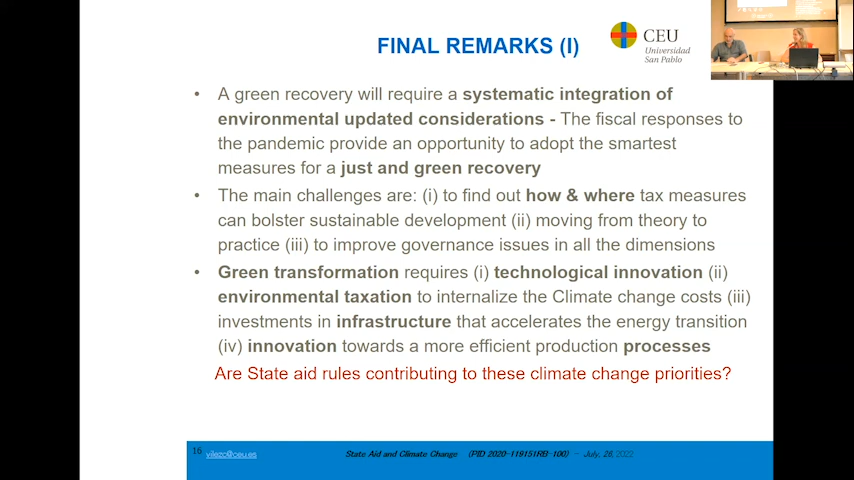 FINAL REMARKS (I)
CEU
Universidad
San Pablo
• A green recovery will require a systematic integration of
environmental updated considerations - The fiscal responses to
the pandemic provide an opportunity to adopt the smartest
measures for a just and green recovery
• The main challenges are: (i) to find out how & where tax measures
can bolster sustainable development (ii) moving from theory to
practice (iii) to improve governance issues in all the dimensions
• Green transformation requires (i) technological innovation (ii)
environmental taxation to internalize the Climate change costs (iii)
investments in infrastructure that accelerates the energy transition
(iv) innovation towards a more efficient production processes
Are State aid rules contributing to these climate change priorities?
16 vilezc@ceu.es State Aid and Climate Change (PID 2020-119151RB-100) - July, 26, 2022